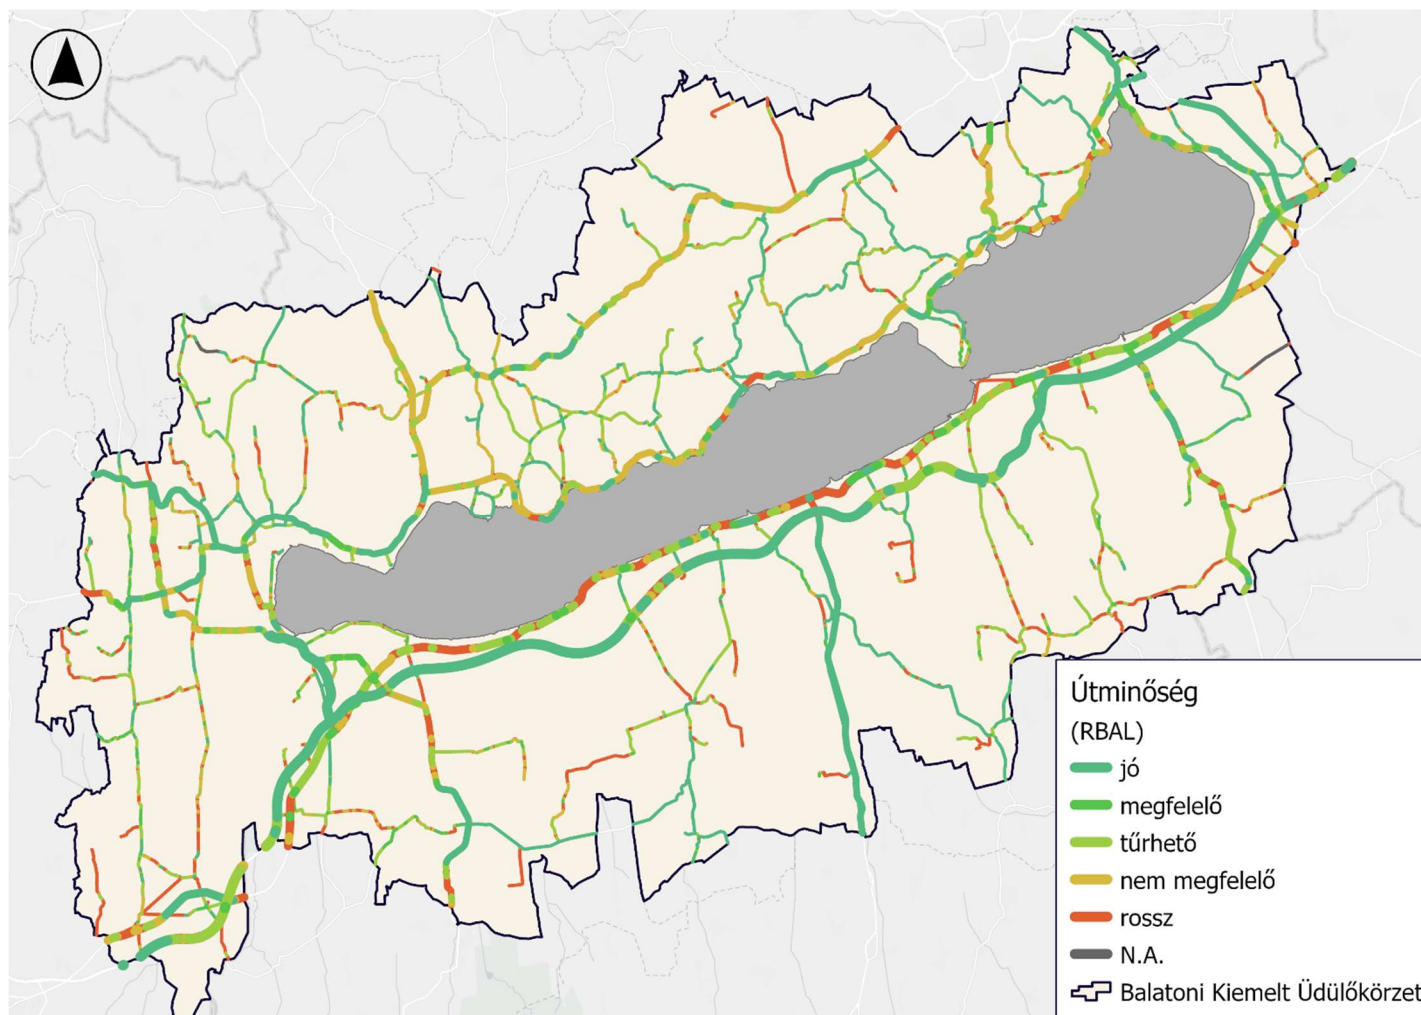 Útminőség
(RBAL)
jó
megfelelő
tűrhető
nem megfelelő
rossz
N.A.
Balatoni Kiemelt Üdülőkörzet